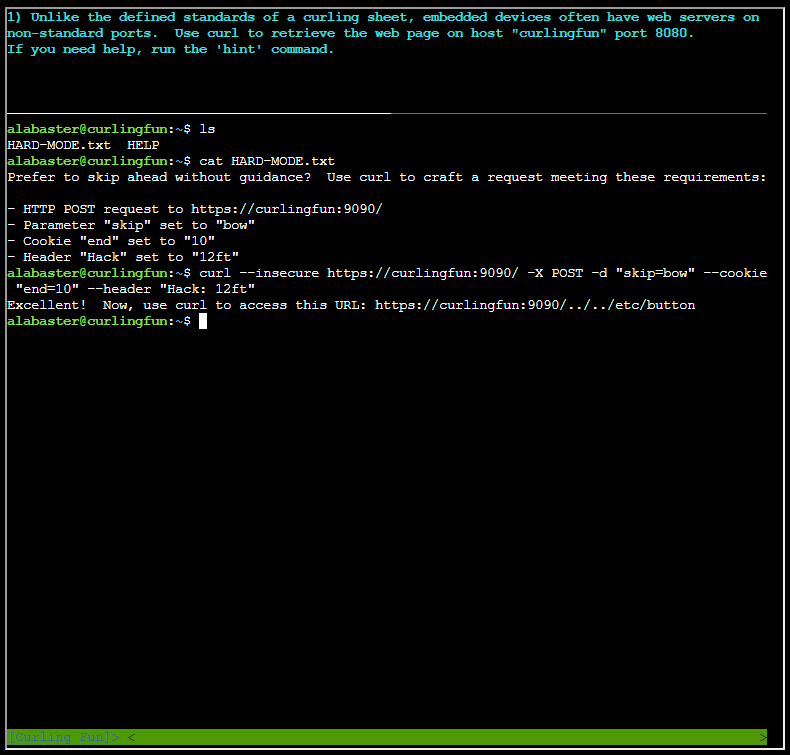 1) Unlike the defined standards of a curling sheet, embedded devices often have web servers on
non-standard ports.  Use curl to retrieve the web page on host "curlingfun" port 8080.
If you need help, run the 'hint' command.
alabaster@curlingfun:~$ ls
HARD-MODE.txt  HELP
alabaster@curlingfun:~$ cat HARD-MODE.txt
Prefer to skip ahead without guidance?  Use curl to craft a request meeting these requirements:
- HTTP POST request to https://curlingfun:9090/
- Parameter "skip" set to "bow"
- Cookie "end" set to "10"
- Header "Hack" set to "12ft"
alabaster@curlingfun:~$ curl --insecure https://curlingfun:9090/ -X POST -d "skip=bow" --cookie
 "end=10" --header "Hack: 12ft"
Excellent!  Now, use curl to access this URL: https://curlingfun:9090/../../etc/button
alabaster@curlingfun:~$
[Curling Fun]> < >